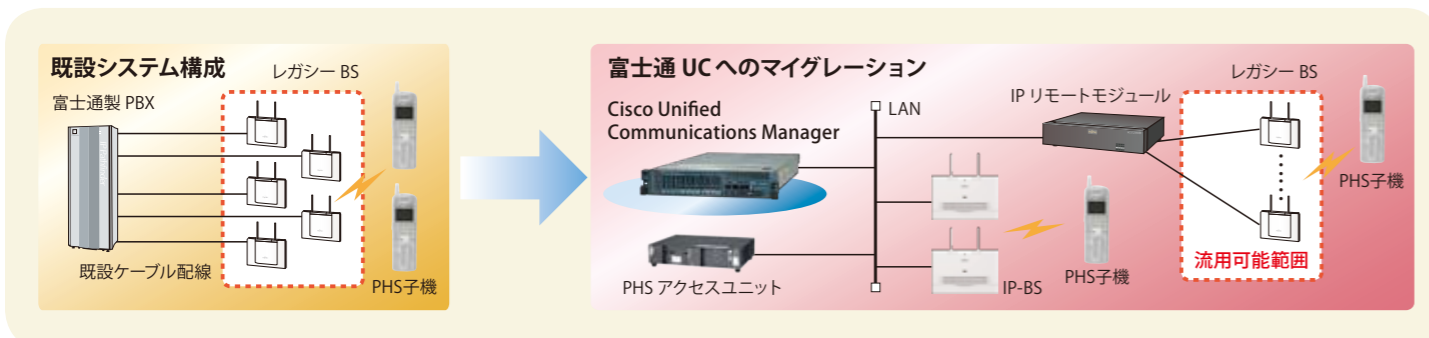 既設システム構成
レガシー BS
富士通製 PBX
既設ケーブル配線
PHS子機
富士通 UC へのマイグレーション
Cisco Unified
Communications Manager
LAN
IP リモートモジュール
レガシー BS
PHS子機
流用可能範囲
PHS アクセスユニット
IP-BS
PHS子機